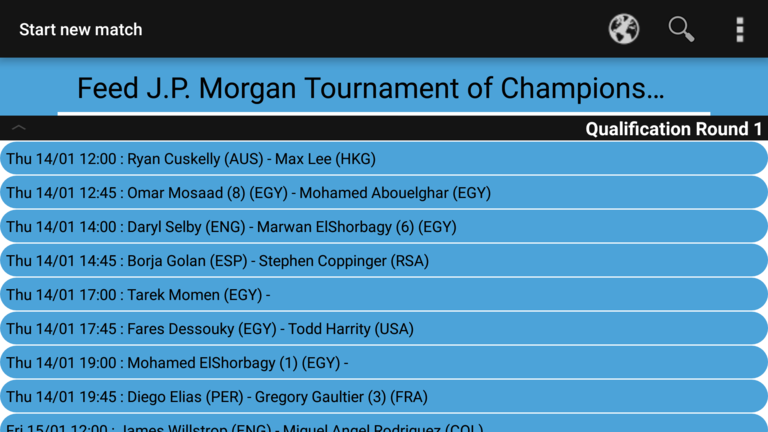 Start new match
Feed J.P. Morgan Tournament of Champions...
Qualification Round 1
Thu 14/01 12:00 : Ryan Cuskelly (AUS) - Max Lee (HKG)
Thu 14/01 12:45 : Omar Mosaad (8) (EGY) - Mohamed Abouelghar (EGY)
Thu 14/01 14:00 : Daryl Selby (ENG) - Marwan ElShorbagy (6) (EGY)
Thu 14/01 14:45 : Borja Golan (ESP) - Stephen Coppinger (RSA)
Thu 14/01 17:00 : Tarek Momen (EGY) -
Thu 14/01 17:45 : Fares Dessouky (EGY) - Todd Harrity (USA)
Thu 14/01 19:00 : Mohamed ElShorbagy (1) (EGY) -
Thu 14/01 19:45 : Diego Elias (PER) - Gregory Gaultier (3) (FRA)
Fri 15/01 12:00 : James Willstrop (ENG) - Miguel Angel Rodriguez (COL)